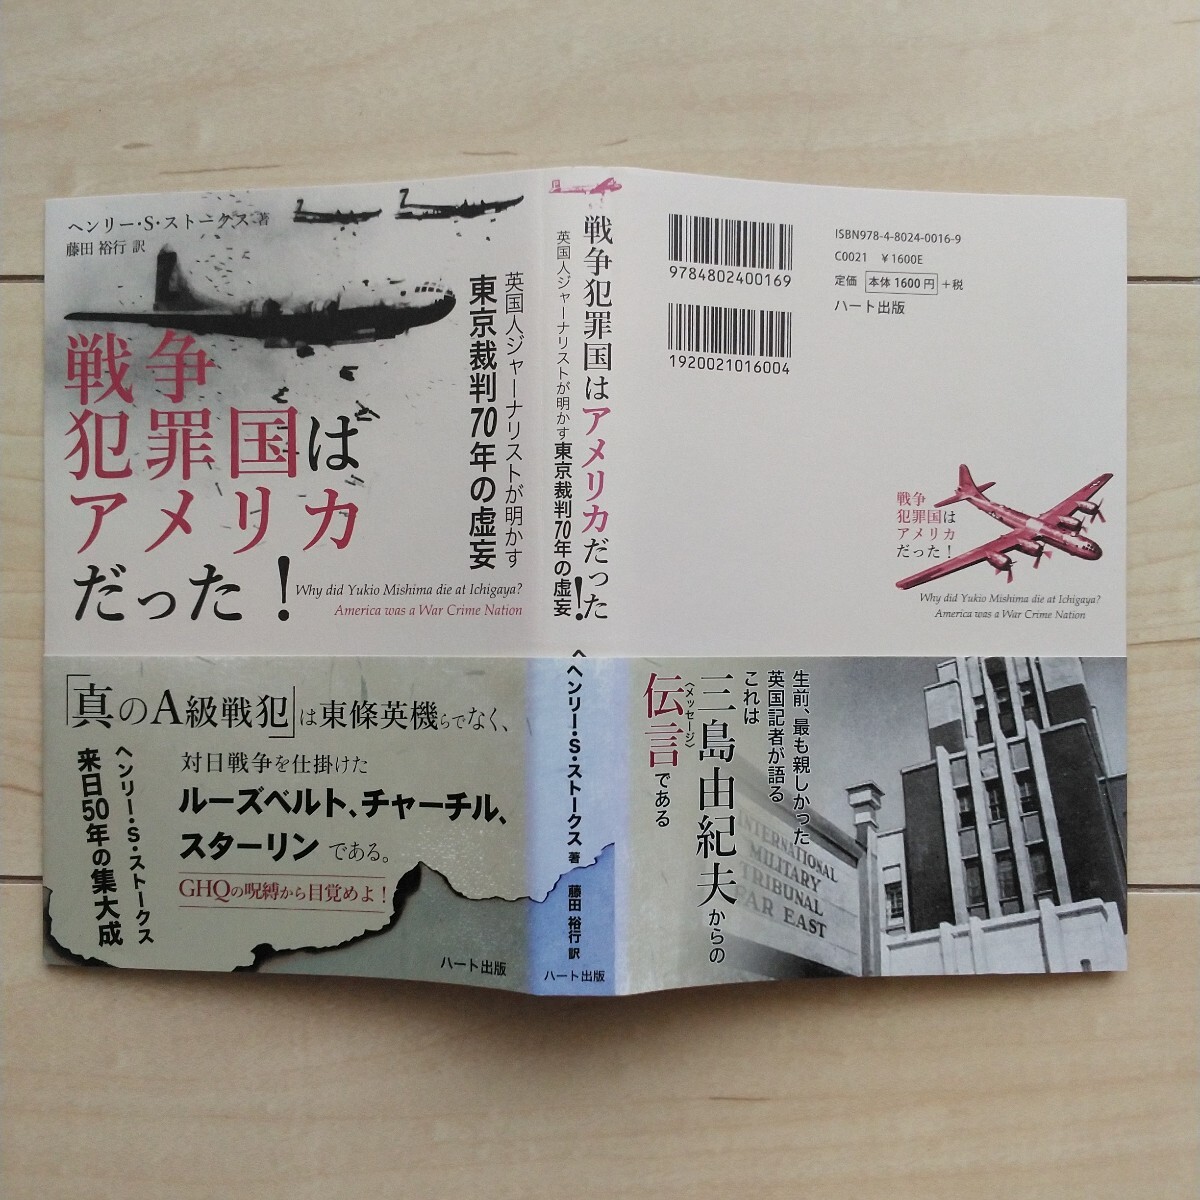 ヘンリー・S・ストークス 著
藤田 裕行 訳
英国人ジャーナリストが明かす
東京裁判70年の虚妄
戦争
犯罪国は
アメリカ
だった!
Why did Yukio Mishima die at Ichigaya?
America was a War Crime Nation
「真のA級戦犯」は東條英機らでなく、
対日戦争を仕掛けた
ルーズベルト、チャーチル、
スターリンである。
GHQの呪縛から目覚めよ!
ヘンリー・S・ストークス
来日50年の集大成
ハート出版
戦争犯罪国はアメリカだった!
英国人ジャーナリストが明かす東京裁判70年の虚妄
ヘンリー・S・ストークス 著
藤田 裕行 訳
ハート出版
9784802400169
1920021016004
ISBN978-4-8024-0016-9
C0021 ¥1600E
定価 本体 1600 円 +税
ハート出版
戦争
犯罪国は
アメリカ
だった!
Why did Yukio Mishima die at Ichigaya?
America was a War Crime Nation
生前、最も親しかった
英国記者が語る
これは
三島由紀夫からの
伝言〈メッセージ〉である
INTERNATIONAL
MILITARY
TRIBUNAL
FAR EAST